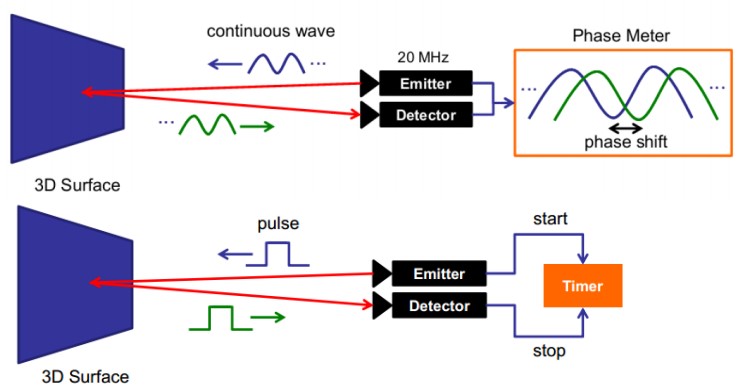 continuous wave
20 MHz
Phase Meter
...
...
...
...
Emitter
Detector
phase shift
3D Surface
pulse
start
Emitter
Detector
Timer
stop
3D Surface